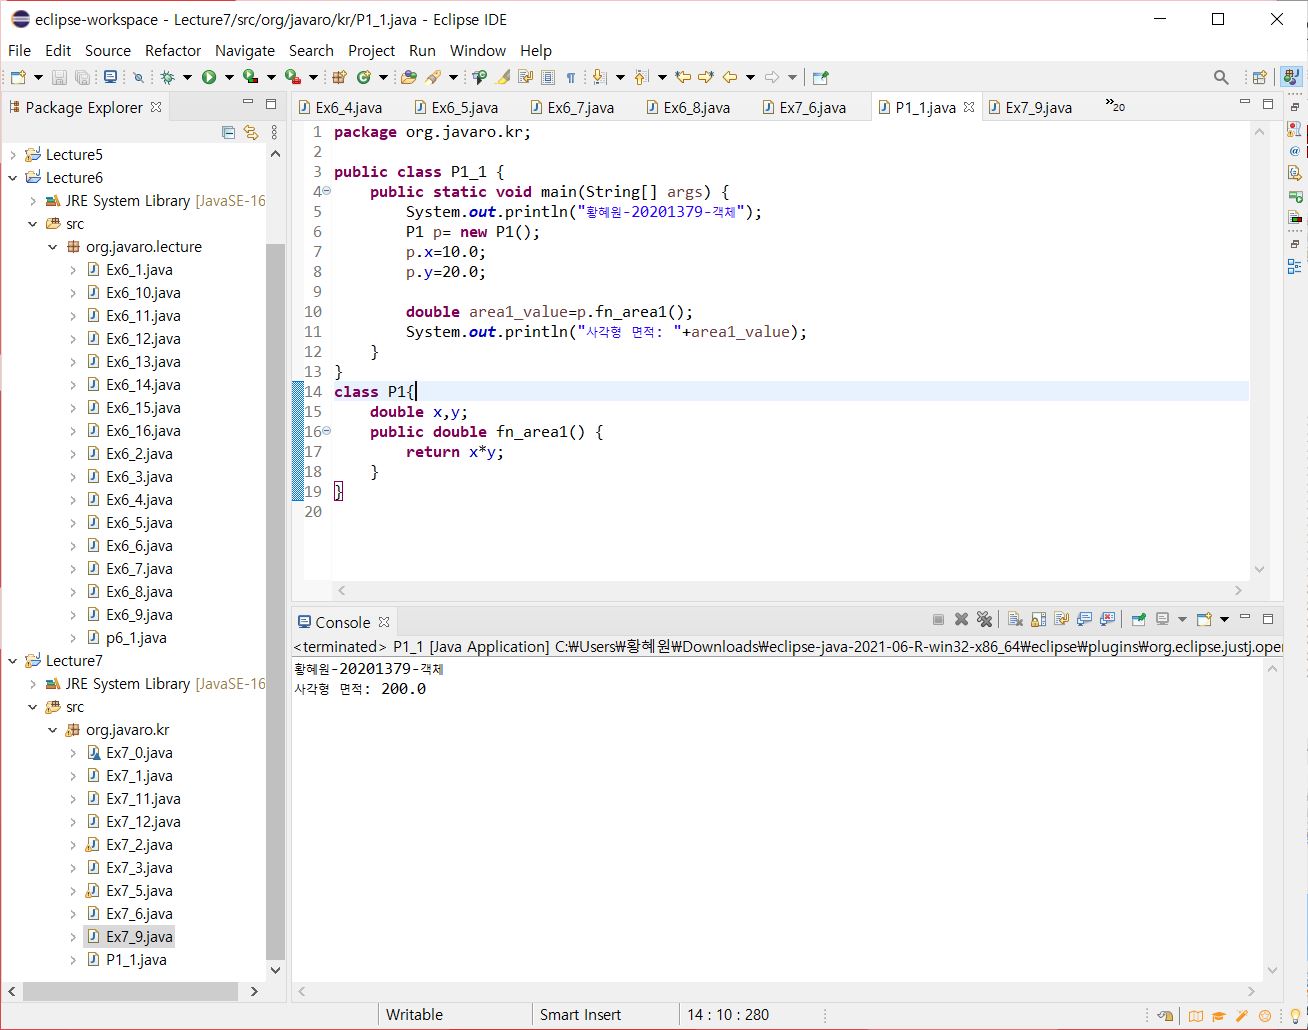 eclipse-workspace - Lecture7/src/org/javaro/kr/P1_1.java - Eclipse IDE
File Edit Source Refactor Navigate Search Project Run Window Help
Package Explorer
Lecture5
Lecture6
JRE System Library [JavaSE-16
src
org.javaro.lecture
Ex6_1.java
Ex6_10.java
Ex6_11.java
Ex6_12.java
Ex6_13.java
Ex6_14.java
Ex6_15.java
Ex6_16.java
Ex6_2.java
Ex6_3.java
Ex6_4.java
Ex6_5.java
Ex6_6.java
Ex6_7.java
Ex6_8.java
Ex6_9.java
p6_1.java
Lecture7
JRE System Library [JavaSE-16
src
org.javaro.kr
Ex7_0.java
Ex7_1.java
Ex7_11.java
Ex7_12.java
Ex7_2.java
Ex7_3.java
Ex7_5.java
Ex7_6.java
Ex7_9.java
P1_1.java
Ex6_4.java Ex6_5.java Ex6_7.java Ex6_8.java Ex7_6.java P1_1.java Ex7_9.java »20
1 package org.javaro.kr;
2
3 public class P1_1 {
4 public static void main(String[] args) {
5 System.out.println("황혜원-20201379-객체");
6 P1 p= new P1();
7 p.x=10.0;
8 p.y=20.0;
9
10 double area1_value=p.fn_area1();
11 System.out.println("사각형 면적: "+area1_value);
12 }
13 }
14 class P1{
15 double x,y;
16 public double fn_area1() {
17 return x*y;
18 }
19 }
20
Console
<terminated> P1_1 [Java Application] C:₩Users₩황혜원₩Downloads₩eclipse-java-2021-06-R-win32-x86_64₩eclipse₩plugins₩org.eclipse.justj.oper
황혜원-20201379-객체
사각형 면적: 200.0
Writable Smart Insert 14 : 10 : 280